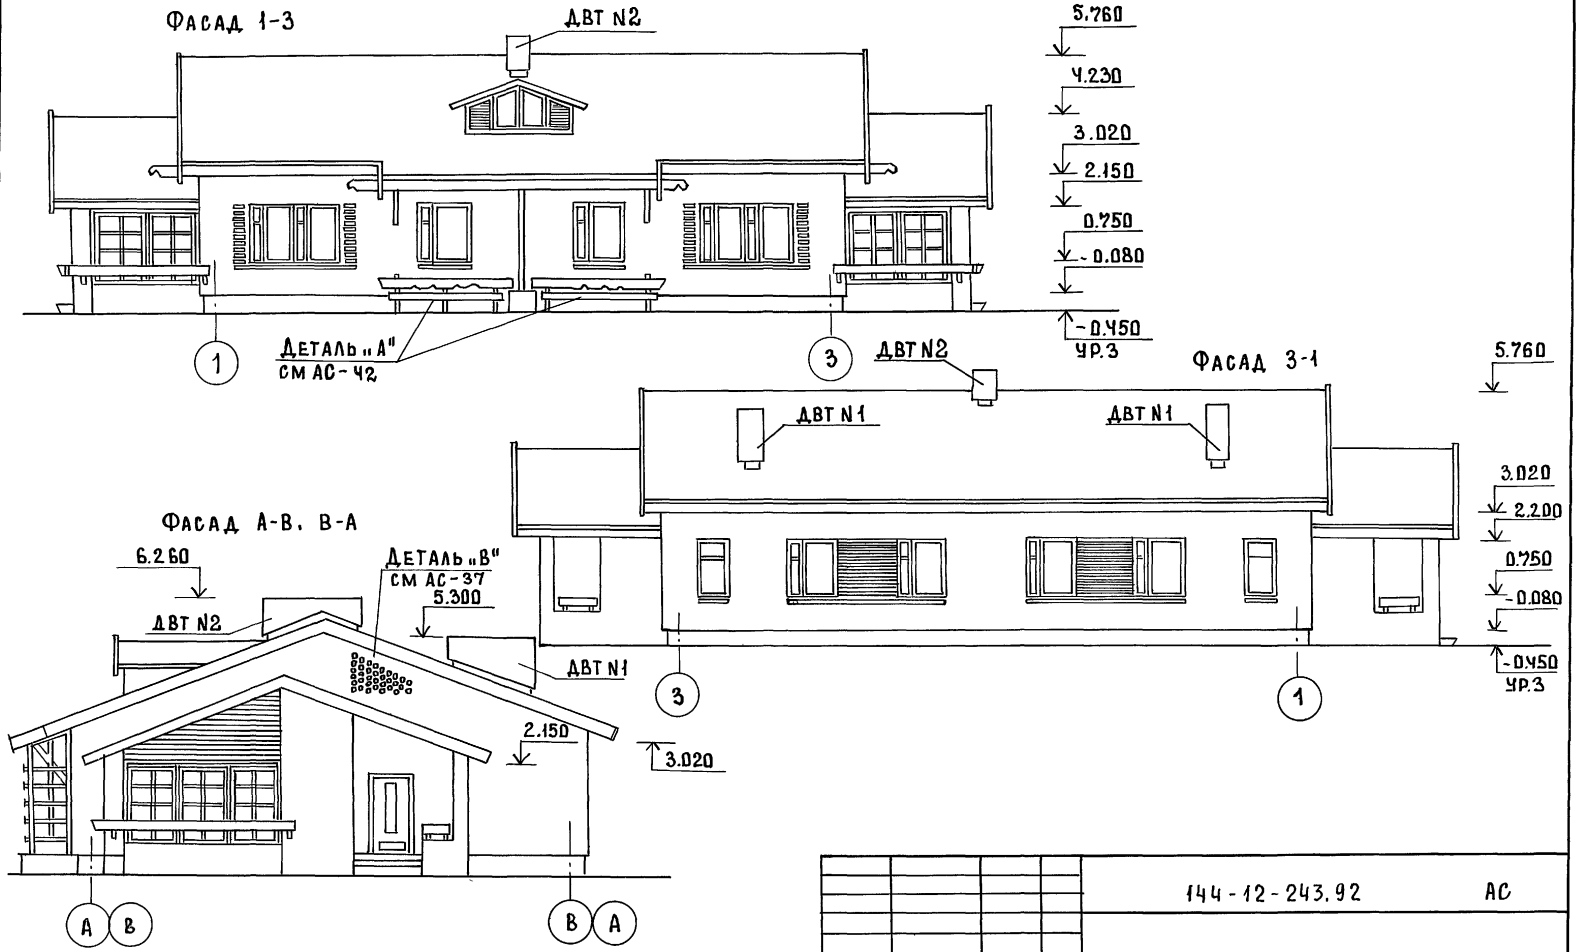 ФАСАД 1-3
ДВТ N2
5.760
4.230
3.020
2.150
0.750
-0.080
-0.450
УР.З
1
ДЕТАЛЬ „А"
СМ АС-42
3
ФАСАД 3-1
ДВТ N2
ДВТ N1
ДВТ N1
5.760
3.020
2.200
0.750
-0.080
-0.450
УР.З
3
1
ФАСАД А-В, В-А
6.260
ДВТ N2
ДЕТАЛЬ „В"
СМ АС-37
5.300
ДВТ N1
2.150
3.020
А В
В А
144-12-243.92 АС